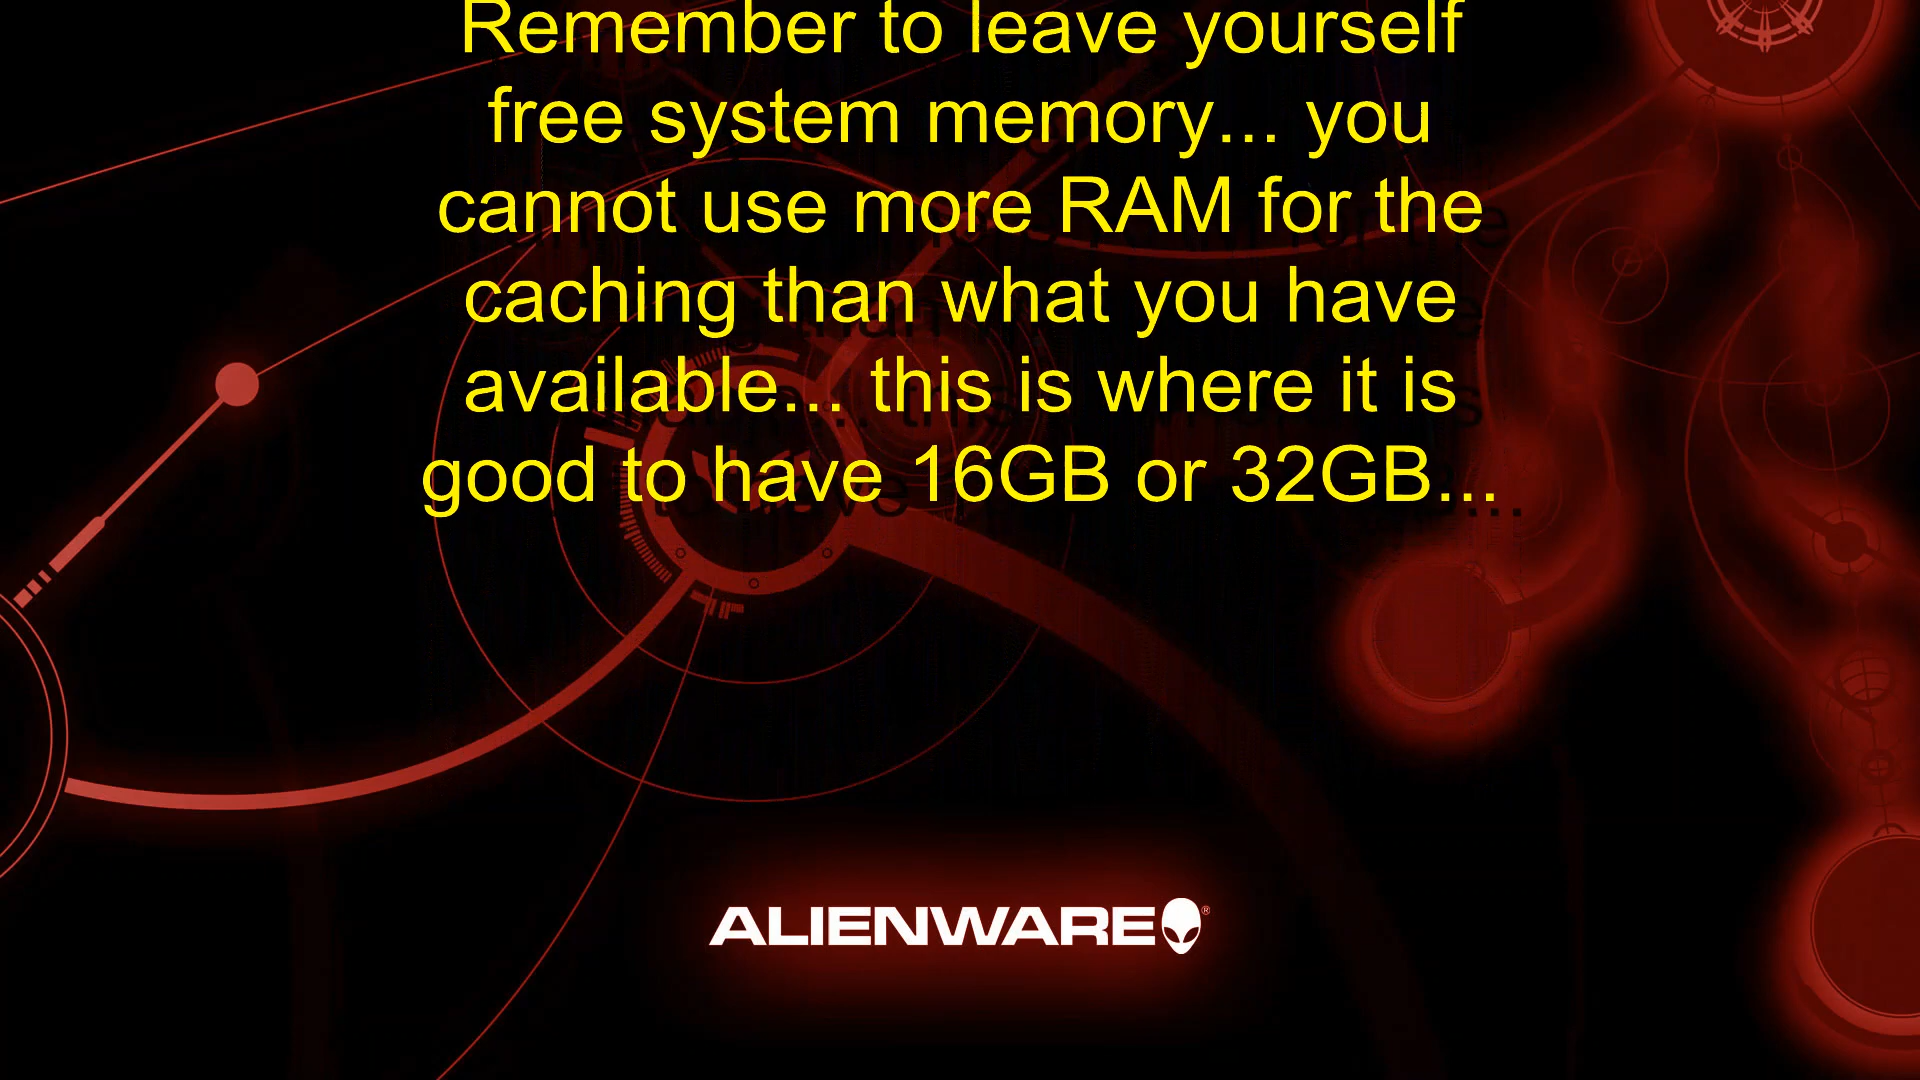 Remember to leave yourself
free system memory... you
cannot use more RAM for the
caching than what you have
available... this is where it is
good to have 16GB or 32GB...
ALIENWARE®